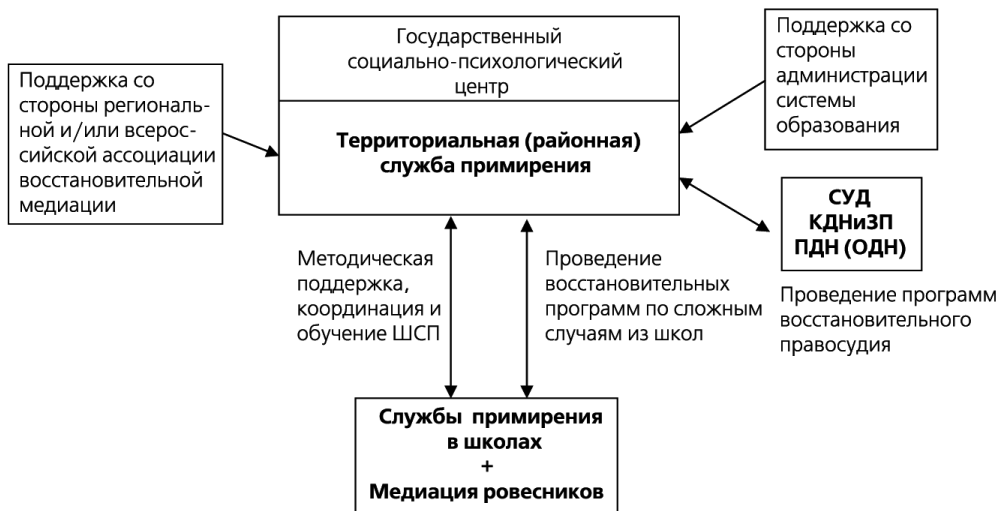 Государственный
социально-психологический
центр
Территориальная (районная)
служба примирения
Поддержка со
стороны региональ-
ной и/или всерос-
сийской ассоциации
восстановительной
медиации
Поддержка со
стороны
администрации
системы
образования
СУД
КДНиЗП
ПДН (ОДН)
Проведение программ
восстановительного
правосудия
Методическая
поддержка,
координация и
обучение ШСП
Проведение
восстановительных
программ по сложным
случаям из школ
Службы примирения
в школах
+
Медиация ровесников